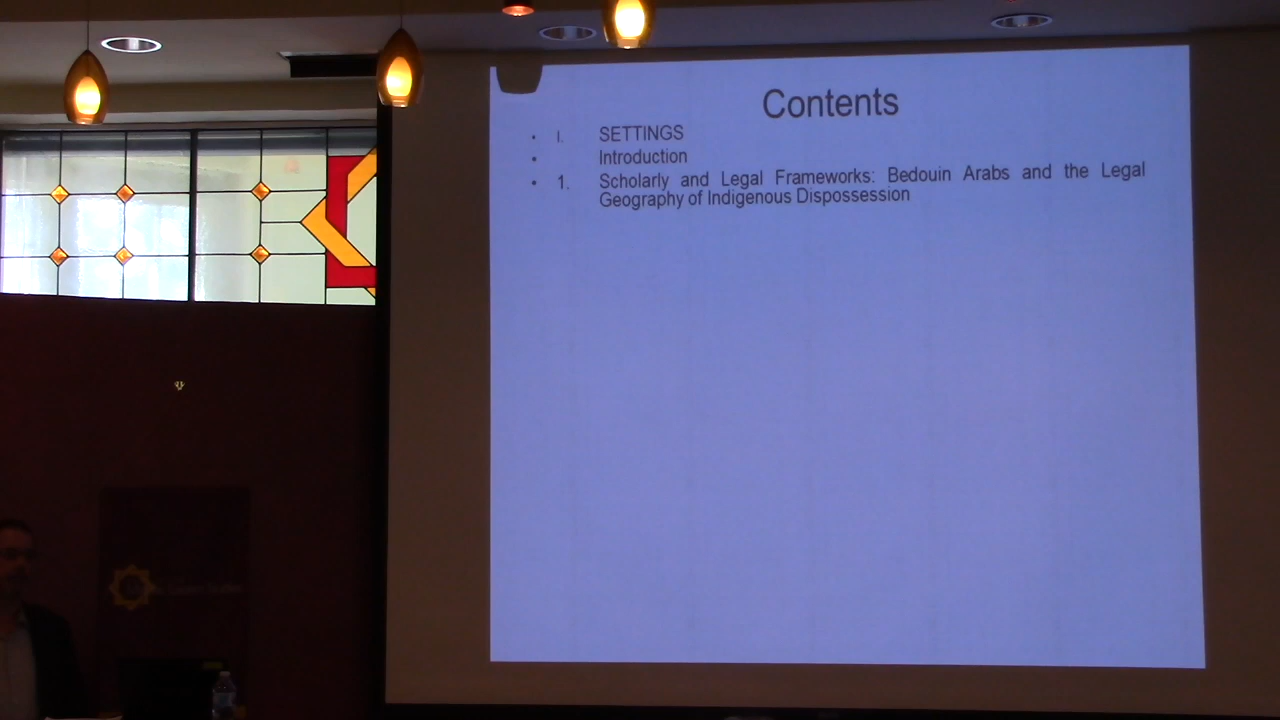 Contents
• I. SETTINGS
• Introduction
• 1. Scholarly and Legal Frameworks: Bedouin Arabs and the Legal
Geography of Indigenous Dispossession